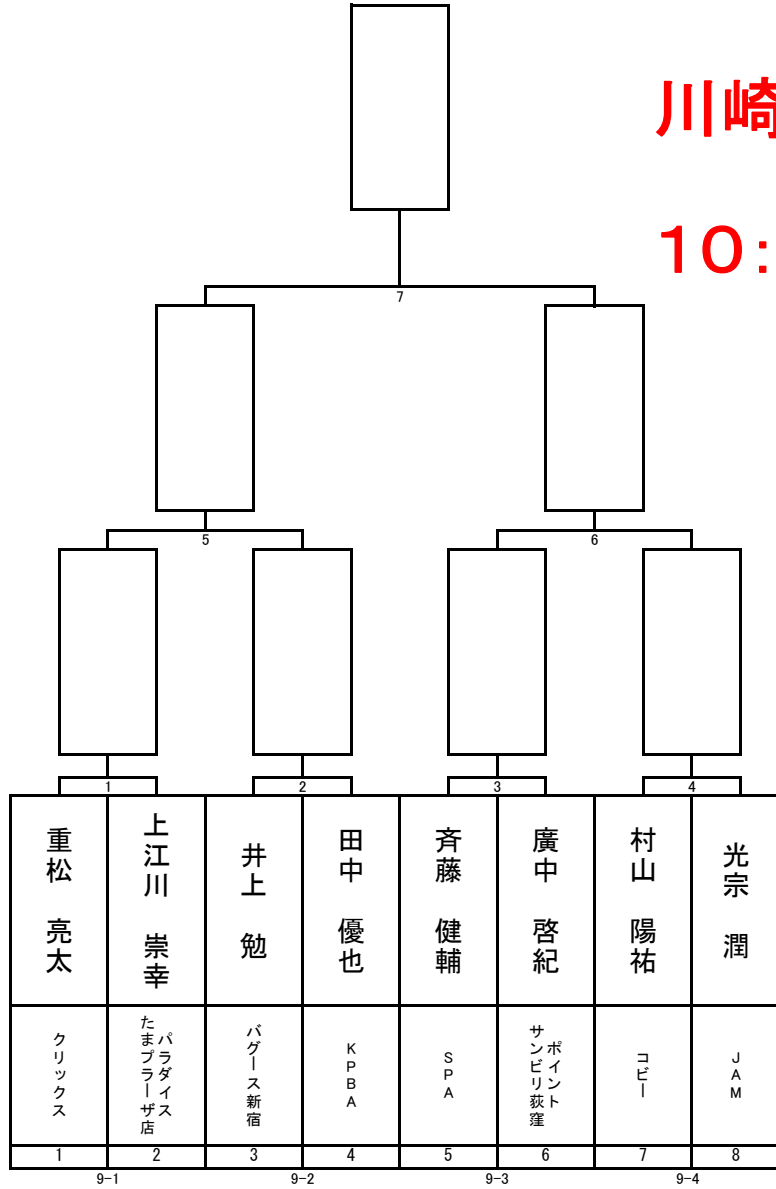 川崎
10:
7
5
6
1
2
3
4
重松 亮太
上江川 崇幸
井上 勉
田中 優也
斉藤 健輔
廣中 啓紀
村山 陽祐
光宗 潤
クリックス
パラダイス
たまプラーザ店
バグース新宿
KPBA
SPA
ポイント
サンビリ荻窪
コビー
JAM
1
2
3
4
5
6
7
8
9-1
9-2
9-3
9-4